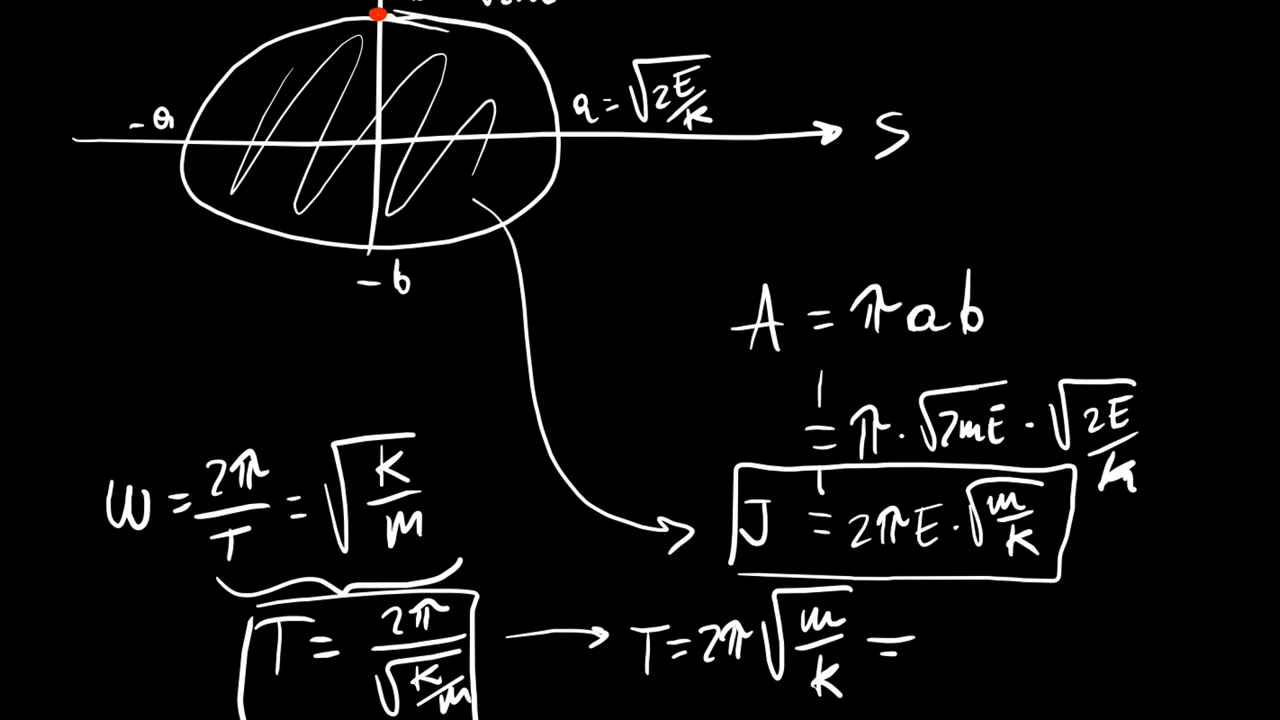 -a
a = √2E/k
S
-b
A = πab
= π · √2mE · √2E/k
ω = 2π/T = √k/m
J = 2πE · √m/k
T = 2π/√k/m → T = 2π√m/k =